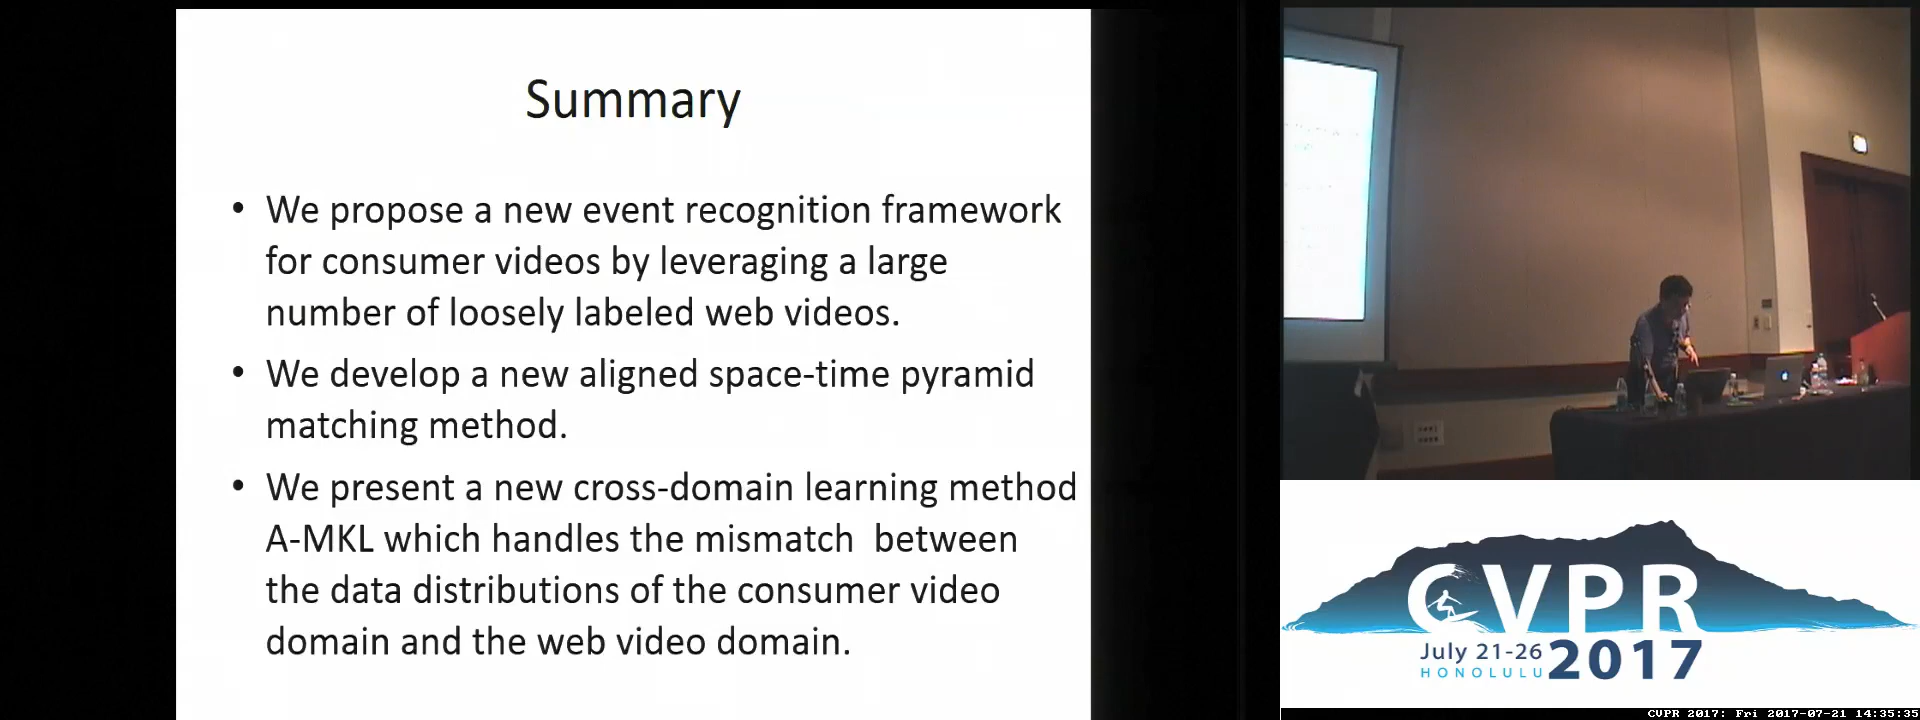 Summary
• We propose a new event recognition framework
for consumer videos by leveraging a large
number of loosely labeled web videos.
• We develop a new aligned space-time pyramid
matching method.
• We present a new cross-domain learning method
A-MKL which handles the mismatch  between
the data distributions of the consumer video
domain and the web video domain.
CVPR
July 21-26
HONOLULU
2017
CVPR 2017: Fri 2017-07-21 14:35:35